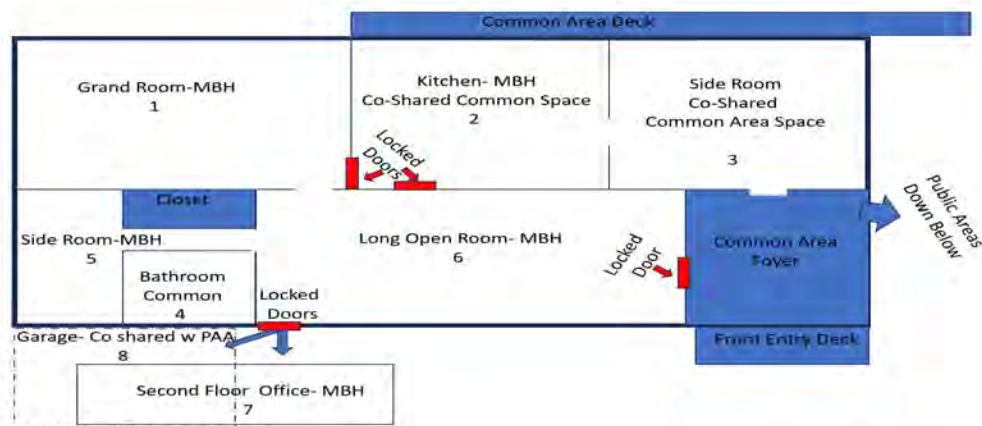 Common Area Deck
Grand Room-MBH
1
Kitchen- MBH
Co-Shared Common Space
2
Side Room
Co-Shared
Common Area Space
3
Locked
Doors
Public Areas
Down Below
Closet
Side Room-MBH
5
Long Open Room- MBH
6
Locked
Door
Common Area
Foyer
Bathroom
Common
4
Locked
Doors
Garage- Co shared w PAA
8
Front Entry Deck
Second Floor Office- MBH
7